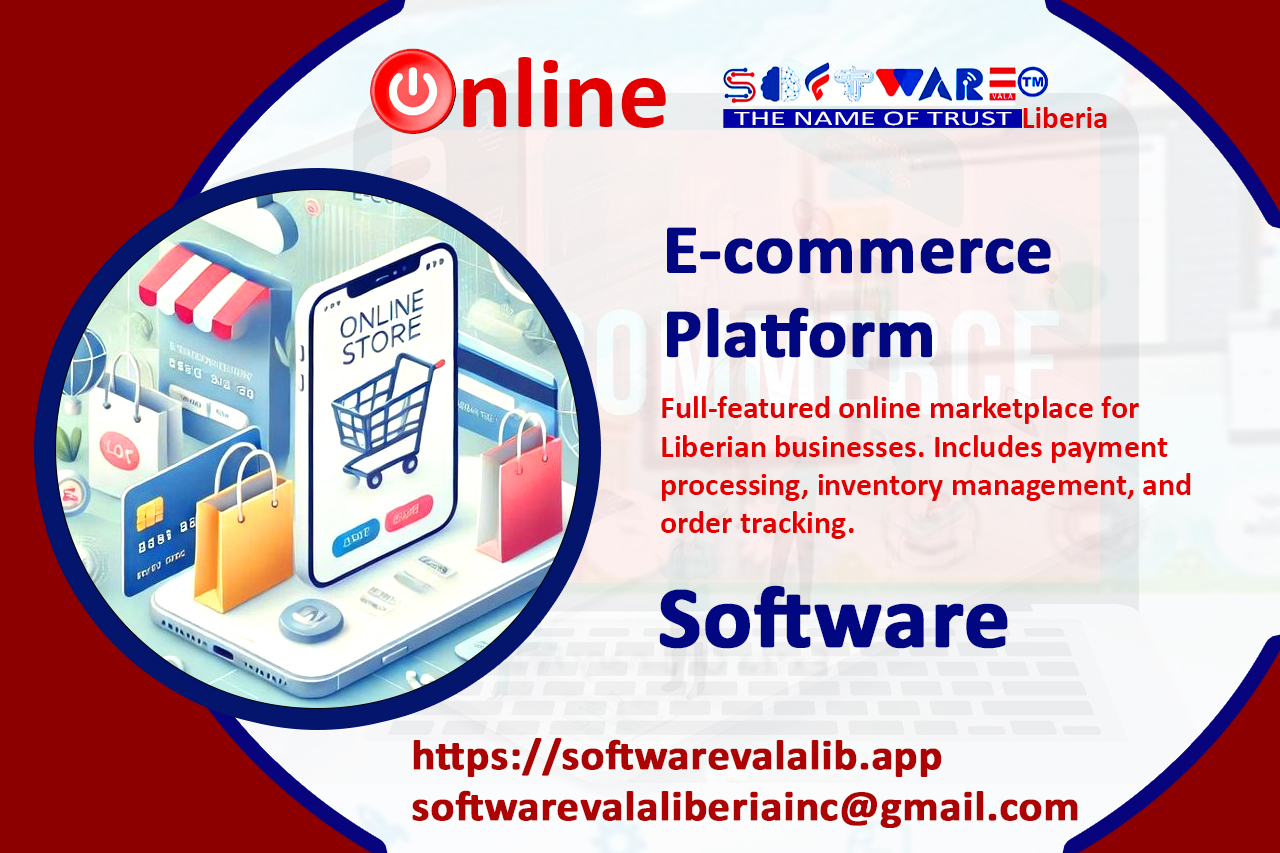 Online
SOFTWARE TM
VALA
THE NAME OF TRUST Liberia
E-commerce
Platform
Full-featured online marketplace for
Liberian businesses. Includes payment
processing, inventory management, and
order tracking.
Software
ONLINE
STORE
OMMERCE
https://softwarevalalib.app
softwarevalaliberiainc@gmail.com